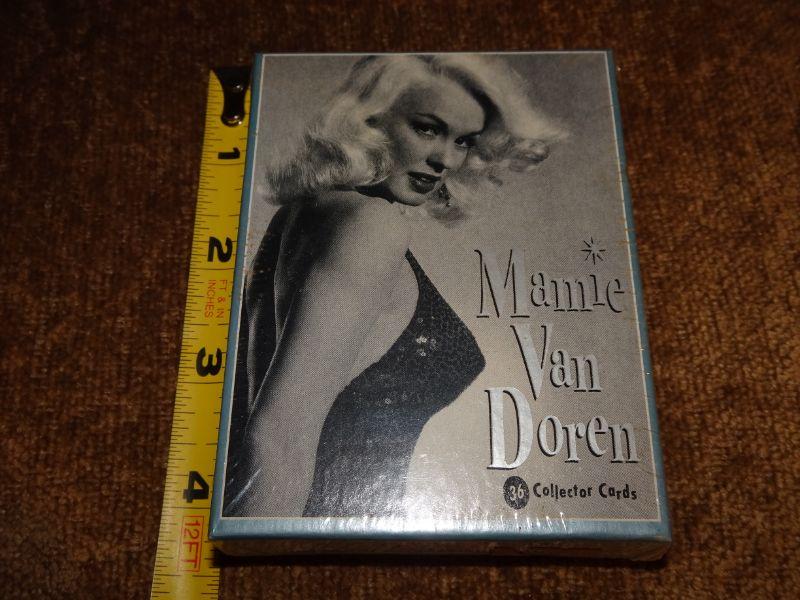 Mamie
Van
Doren
36 Collector Cards
1
2
FT & IN
INCHES
3
4
12FT